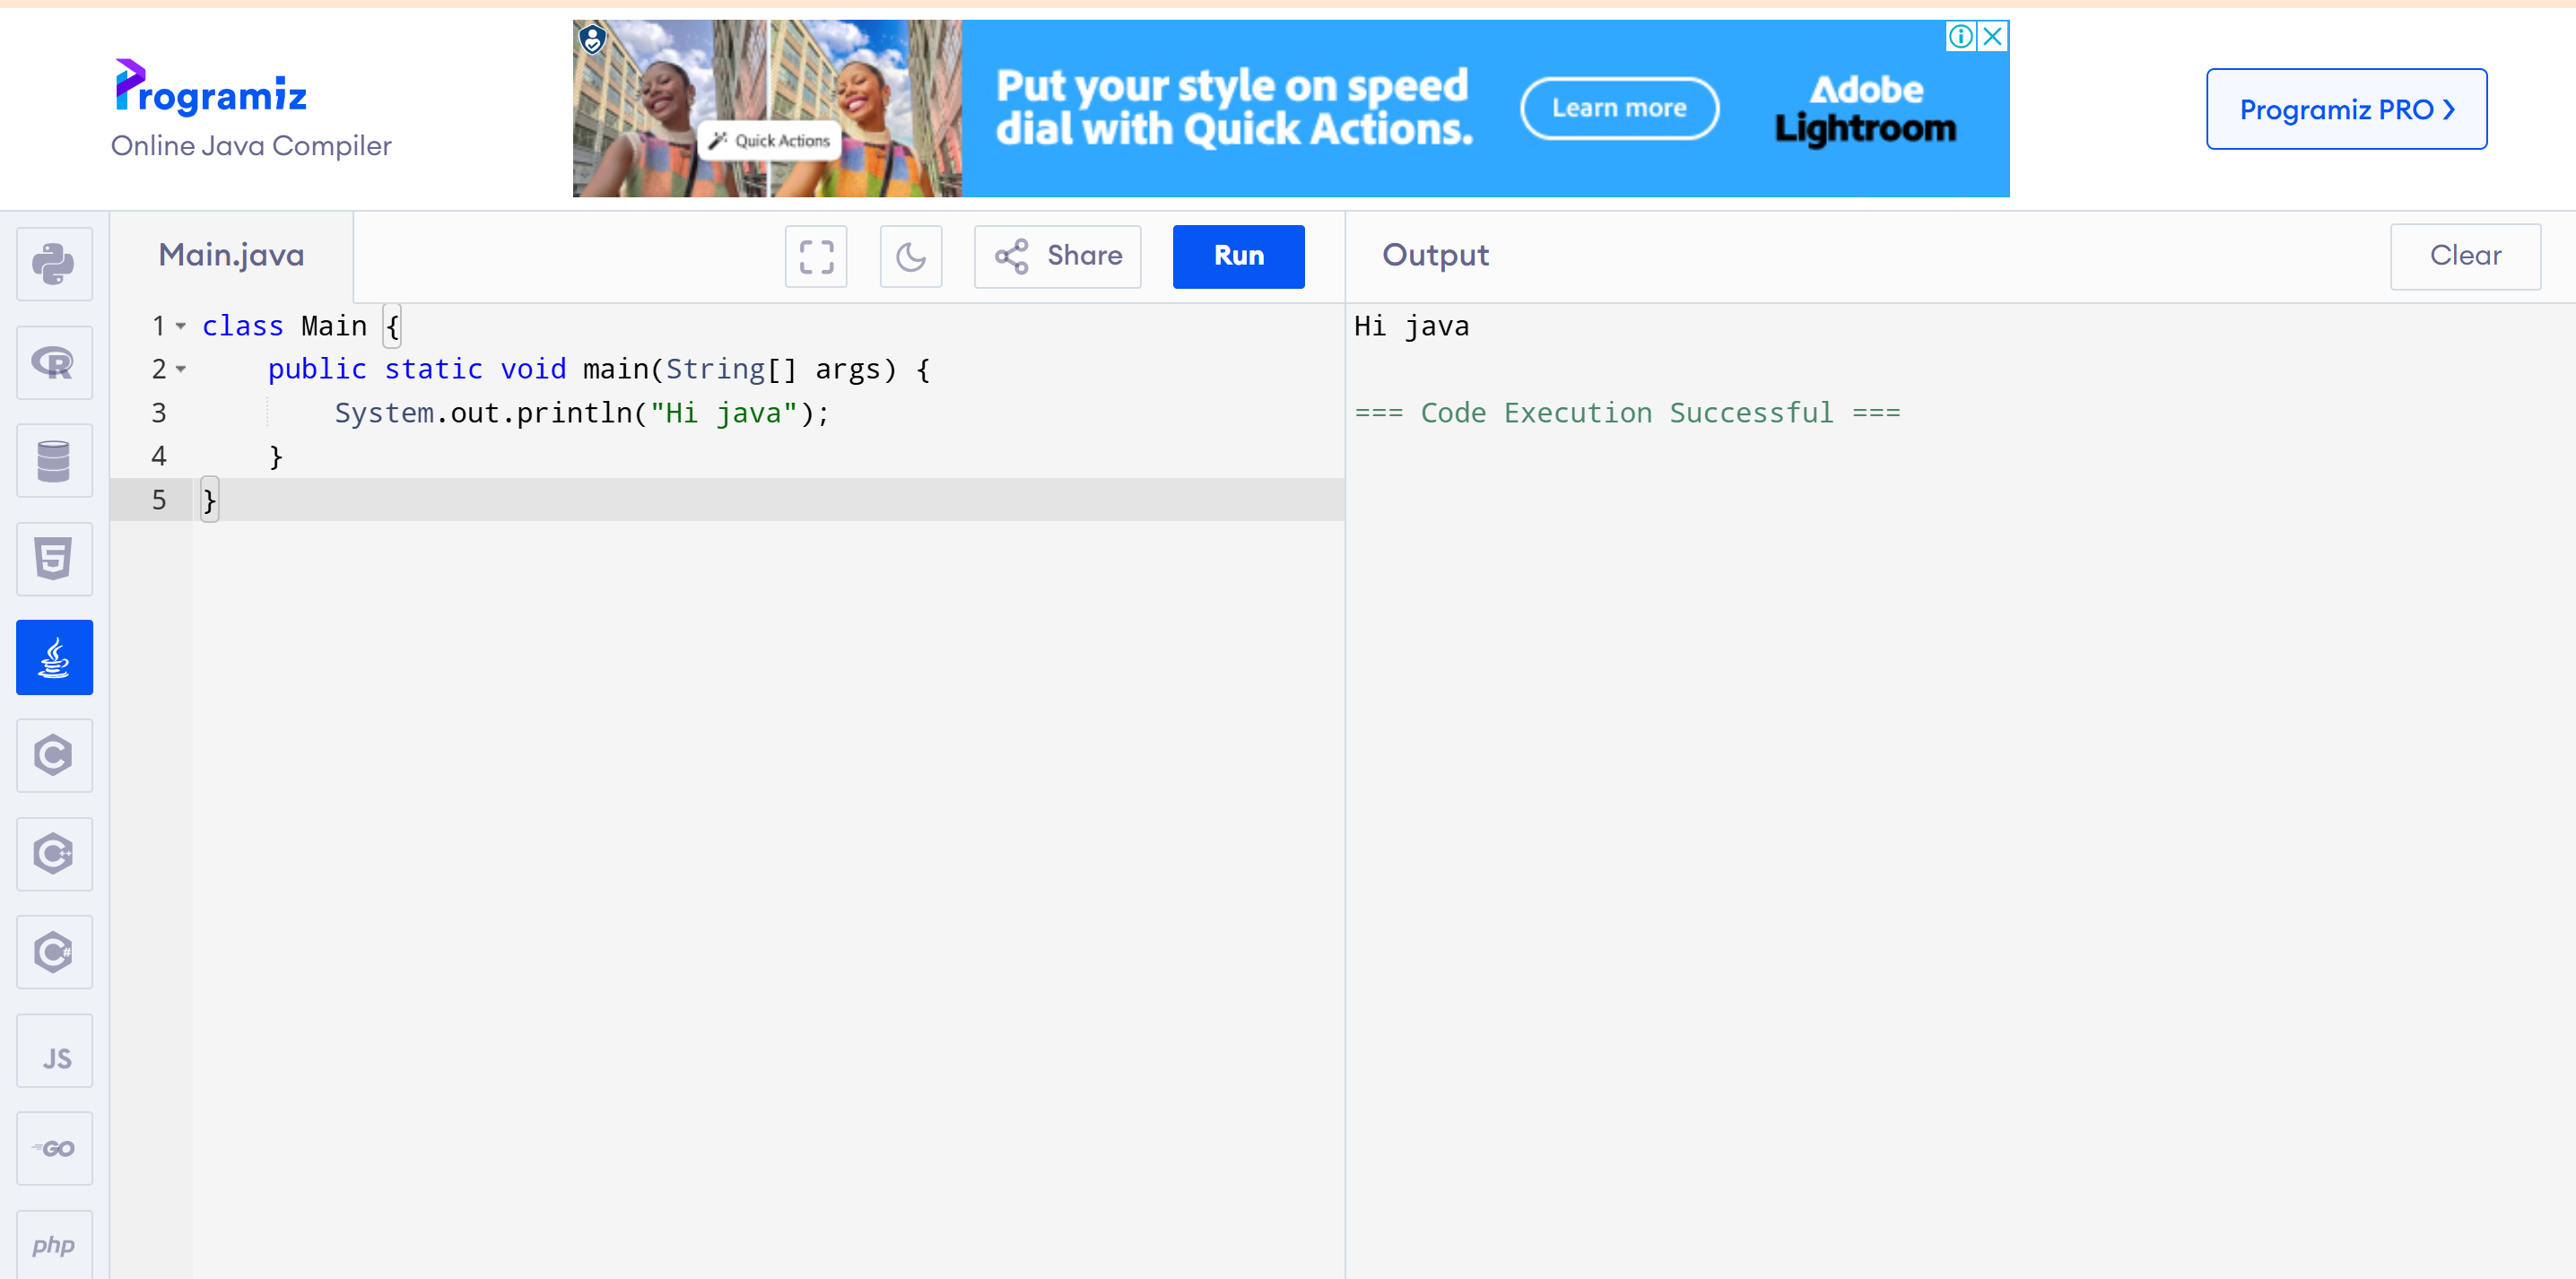 Programiz
Online Java Compiler
Quick Actions
Put your style on speed
dial with Quick Actions.
Learn more
Adobe
Lightroom
Programiz PRO
Main.java
Share
Run
Output
Clear
1 class Main {
2     public static void main(String[] args) {
3         System.out.println("Hi java");
4     }
5 }
Hi java
=== Code Execution Successful ===
R
5
C
C++
C#
JS
GO
php